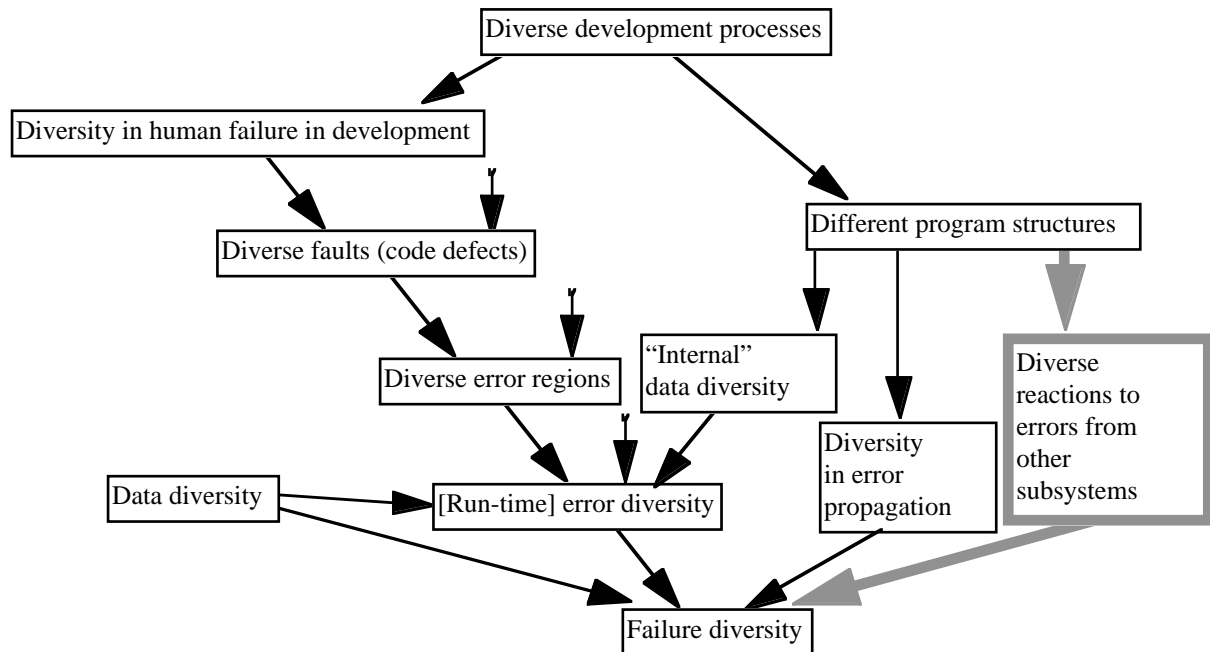 Diverse development processes
Diversity in human failure in development
Different program structures
Diverse faults (code defects)
“Internal”
data diversity
Diverse error regions
Diverse
reactions to
errors from
other
subsystems
Diversity
in error
propagation
Data diversity
[Run-time] error diversity
Failure diversity